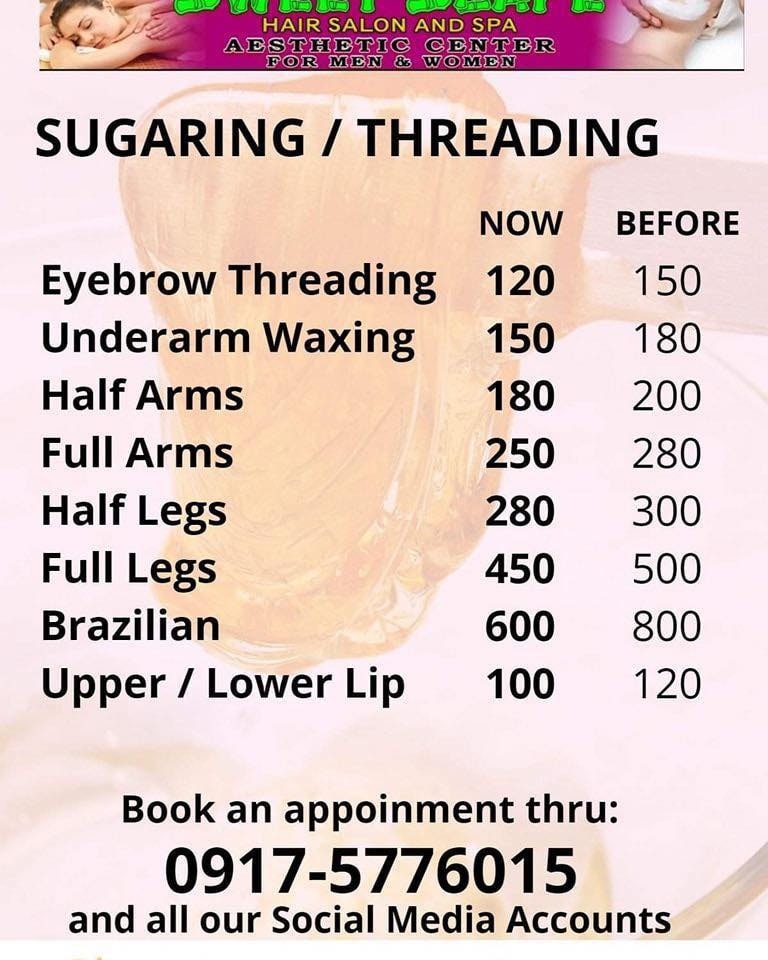 HAIR SALON AND SPA
AESTHETIC CENTER
FOR MEN & WOMEN
SUGARING / THREADING
NOW BEFORE
Eyebrow Threading 120 150
Underarm Waxing 150 180
Half Arms 180 200
Full Arms 250 280
Half Legs 280 300
Full Legs 450 500
Brazilian 600 800
Upper / Lower Lip 100 120
Book an appoinment thru:
0917-5776015
and all our Social Media Accounts